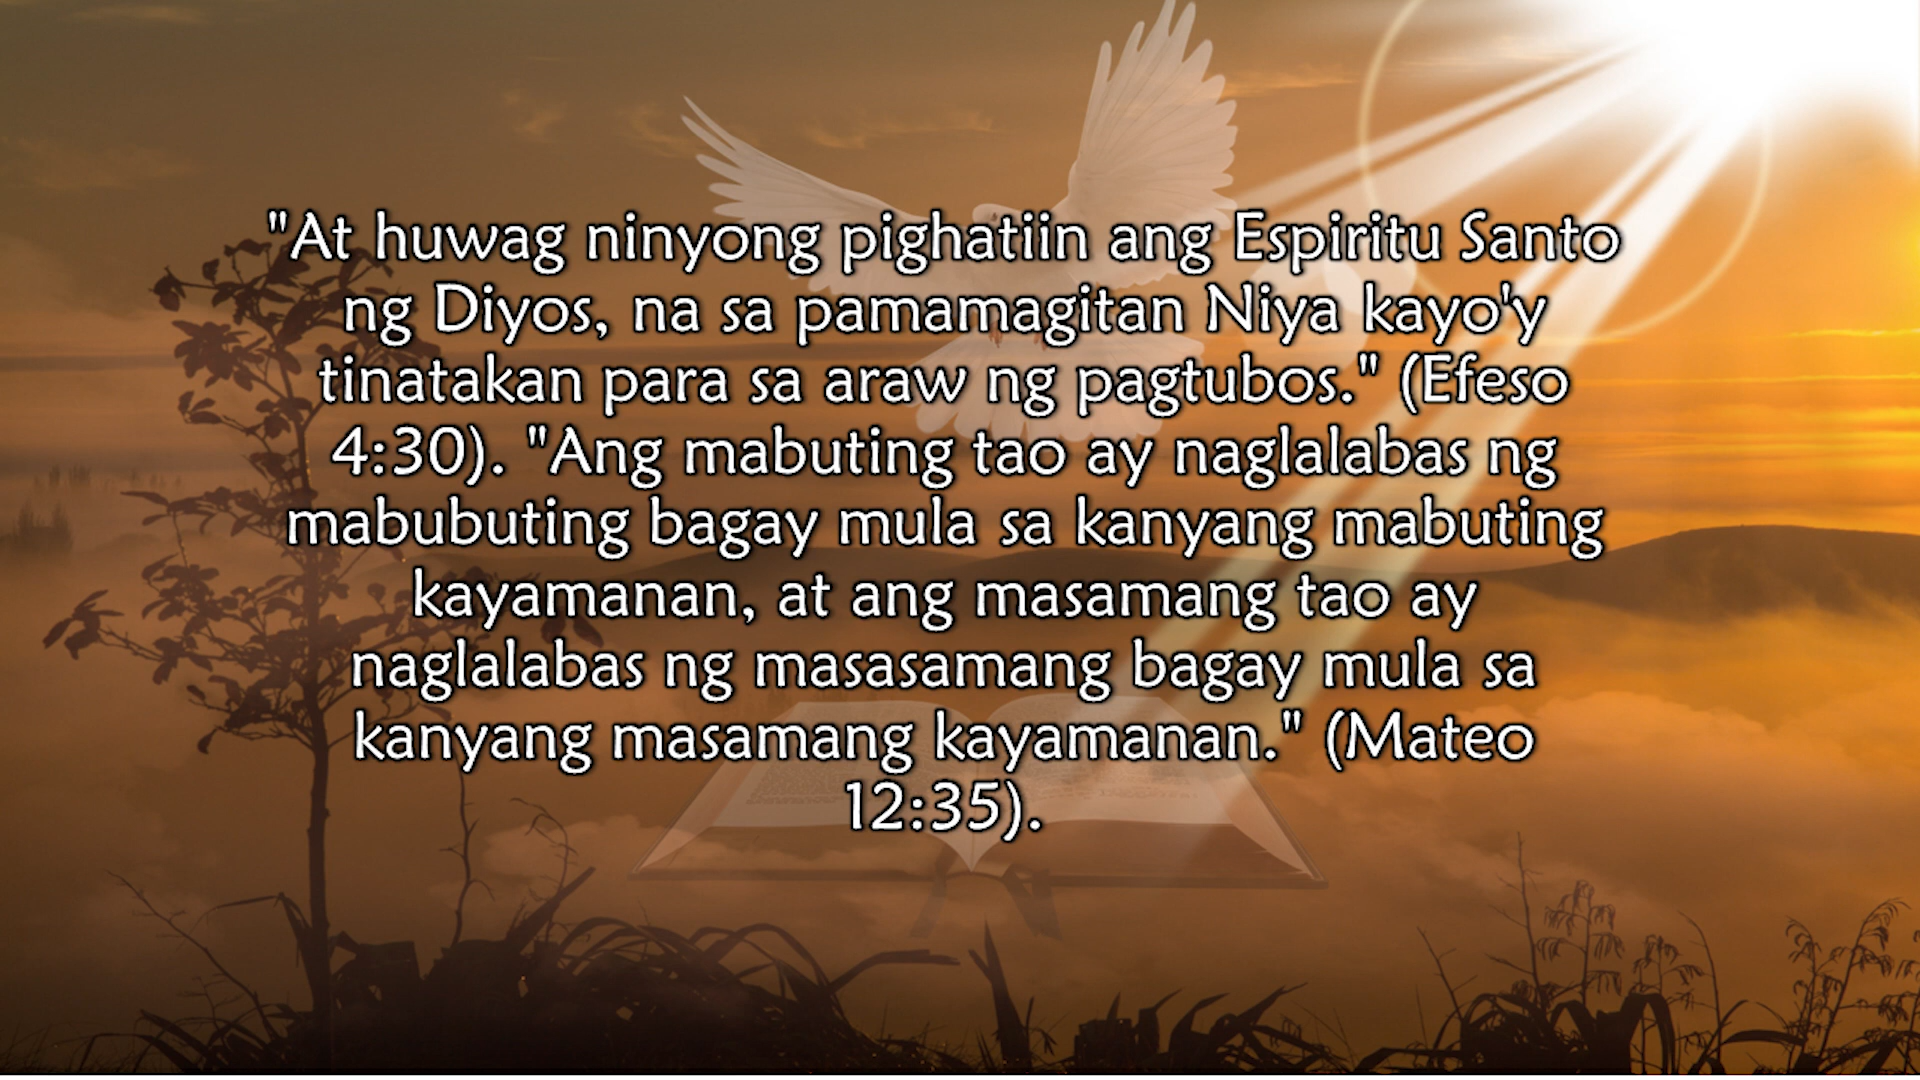 "At huwag ninyong pighatiin ang Espiritu Santo
ng Diyos, na sa pamamagitan Niya kayo'y
tinatakan para sa araw ng pagtubos." (Efeso
4:30). "Ang mabuting tao ay naglalabas ng
mabubuting bagay mula sa kanyang mabuting
kayamanan, at ang masamang tao ay
naglalabas ng masasamang bagay mula sa
kanyang masamang kayamanan." (Mateo
12:35).